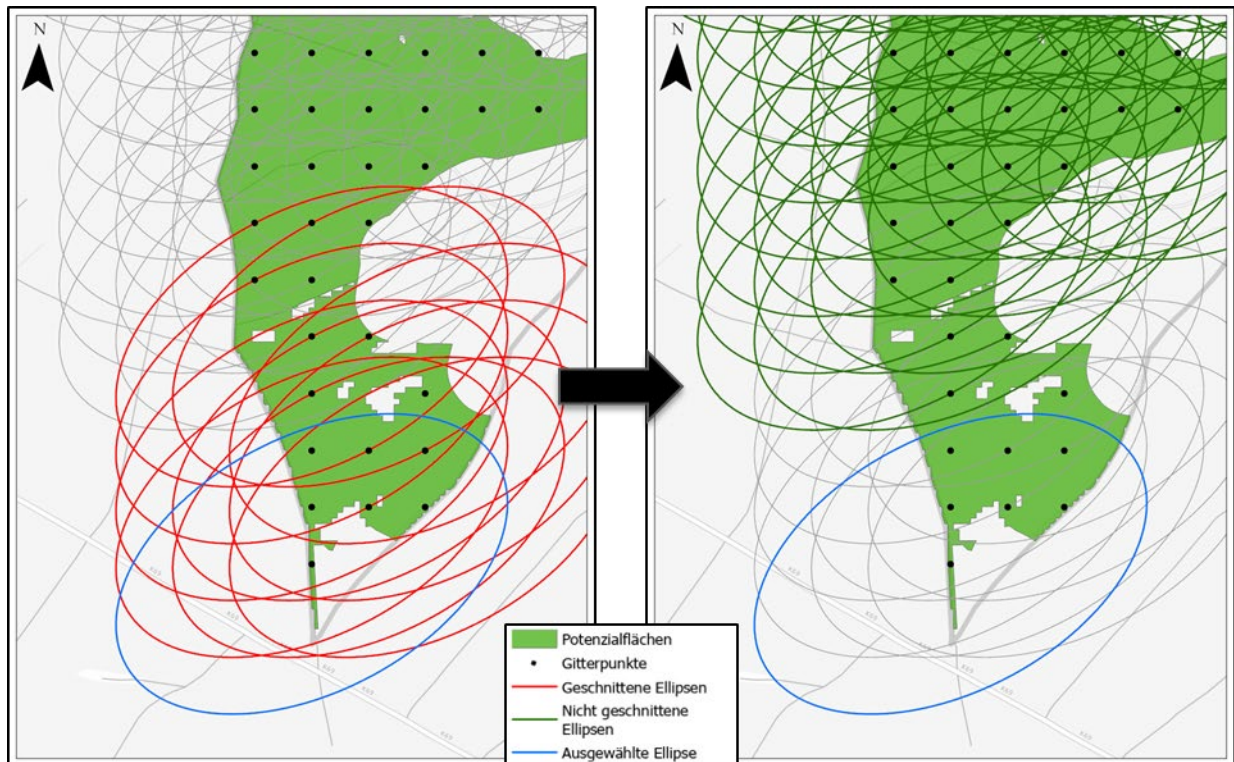 N
N
Potenzialflächen
Gitterpunkte
Geschnittene Ellipsen
Nicht geschnittene
Ellipsen
Ausgewählte Ellipse